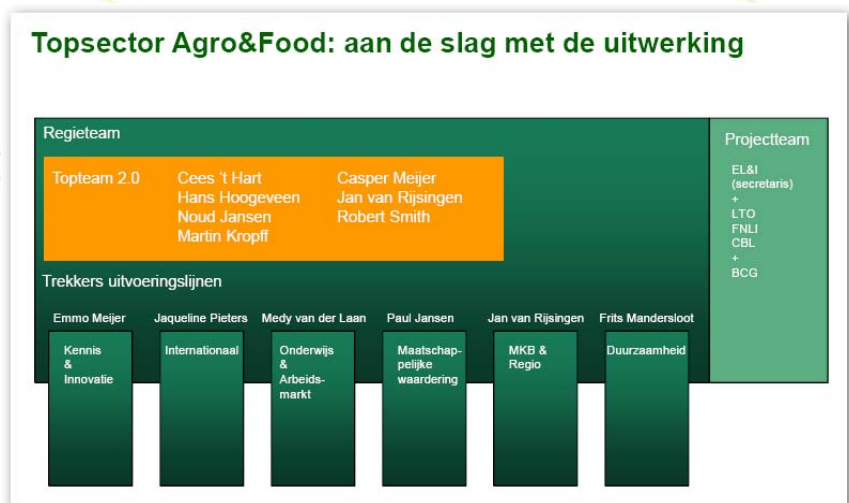 Topsector Agro&Food: aan de slag met de uitwerking
Regieteam
Topteam 2.0
Cees 't Hart
Hans Hoogeveen
Noud Jansen
Martin Kropff
Casper Meijer
Jan van Rijsingen
Robert Smith
Trekkers uitvoeringslijnen
Emmo Meijer
Kennis
&
Innovatie
Jaqueline Pieters
Internationaal
Medy van der Laan
Onderwijs
&
Arbeids-
markt
Paul Jansen
Maatschap-
pelijke
waardering
Jan van Rijsingen
MKB &
Regio
Frits Mandersloot
Duurzaamheid
Projectteam
EL&I
(secretaris)
+
LTO
FNLI
CBL
+
BCG